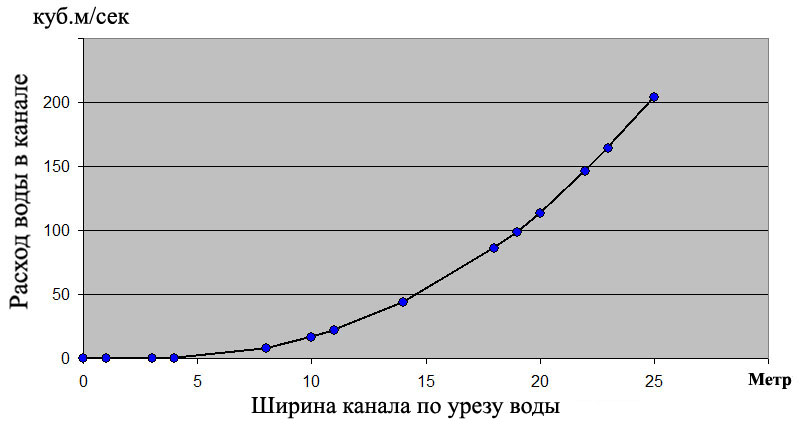 куб.м/сек
Расход воды в канале
200
150
100
50
0
0 5 10 15 20 25 Метр
Ширина канала по урезу воды